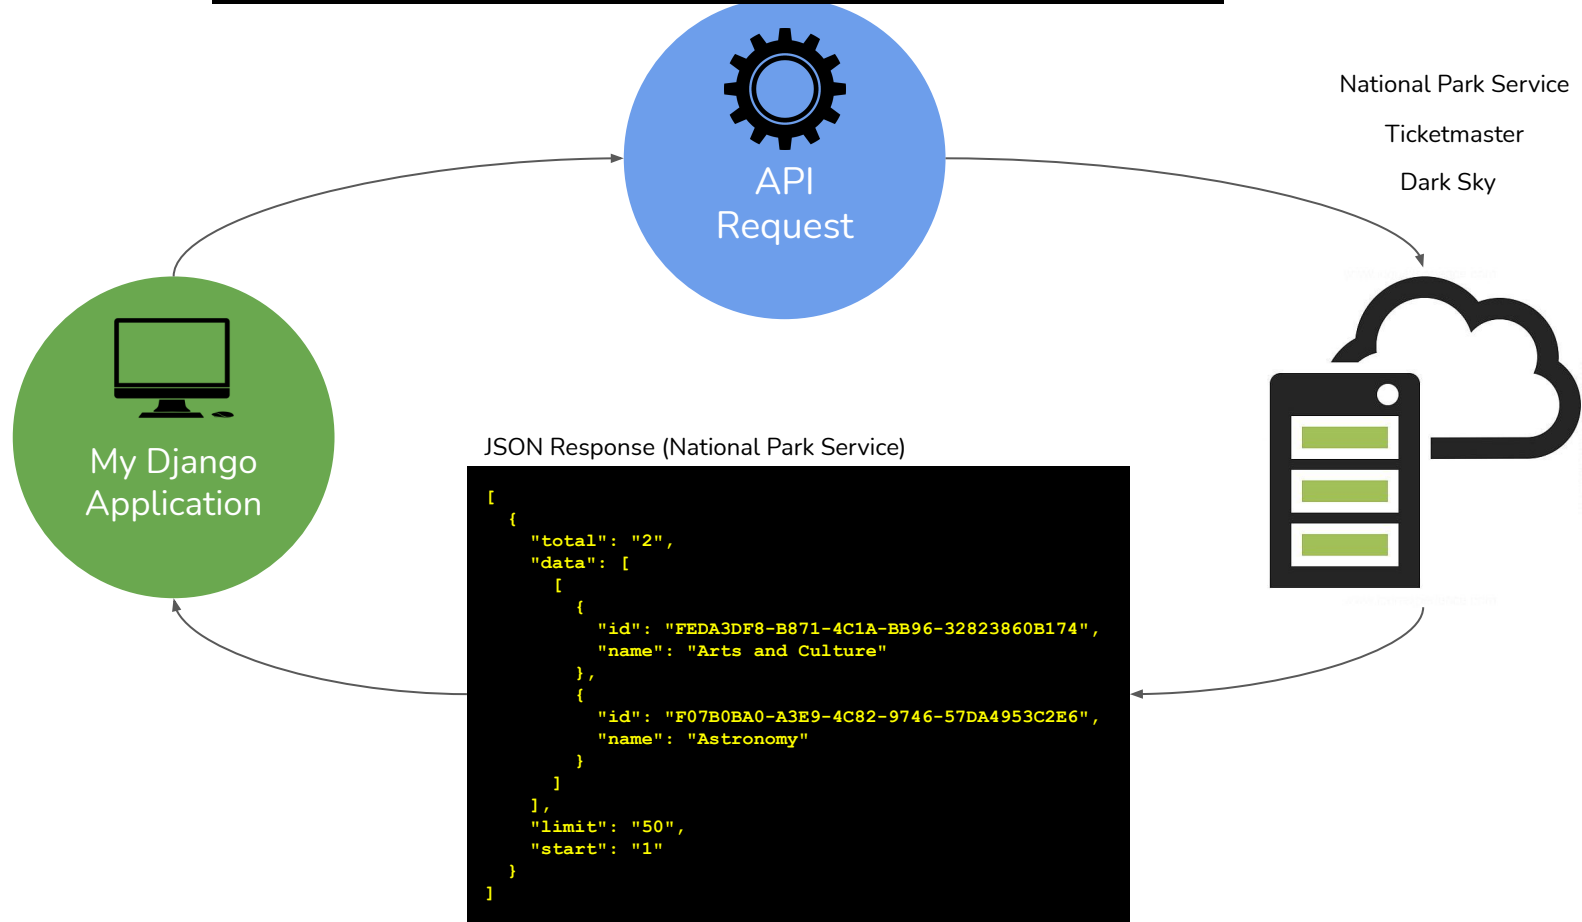 API
Request
National Park Service
Ticketmaster
Dark Sky
My Django
Application
JSON Response (National Park Service)
[
  {
    "total": "2",
    "data": [
      [
        {
          "id": "FEDA3DF8-B871-4C1A-BB96-32823860B174",
          "name": "Arts and Culture"
        },
        {
          "id": "F07B0BA0-A3E9-4C82-9746-57DA4953C2E6",
          "name": "Astronomy"
        }
      ]
    ],
    "limit": "50",
    "start": "1"
  }
]